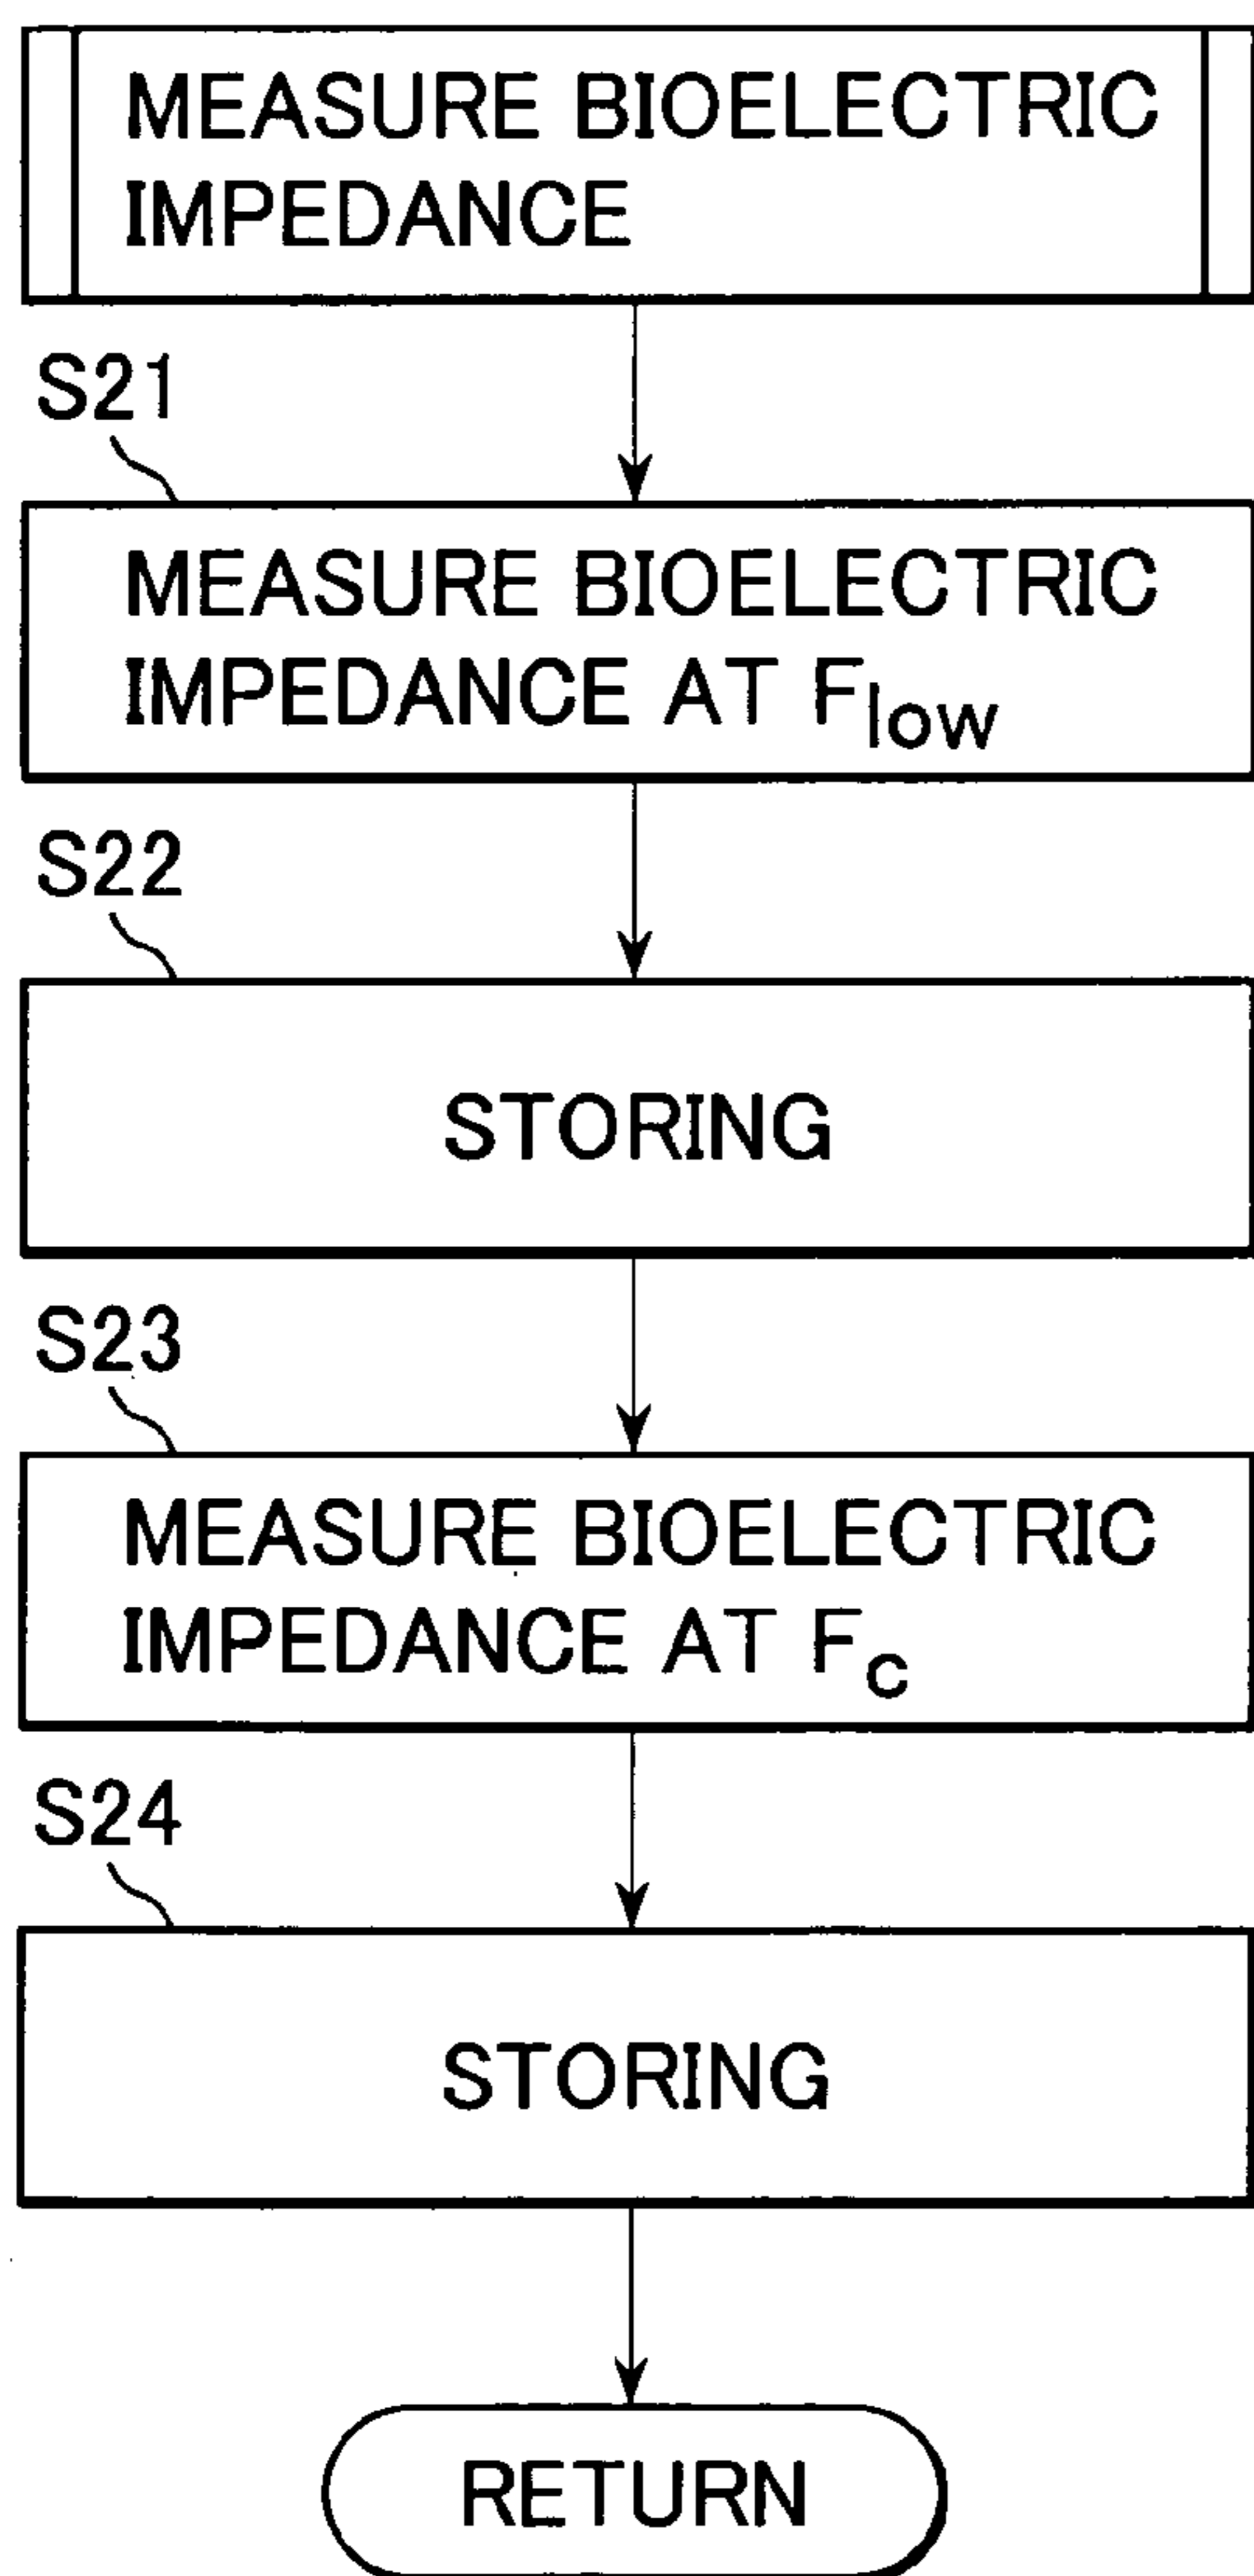 MEASURE BIOELECTRIC
IMPEDANCE
S21
MEASURE BIOELECTRIC
IMPEDANCE AT Flow
S22
STORING
S23
MEASURE BIOELECTRIC
IMPEDANCE AT Fc
S24
STORING
RETURN